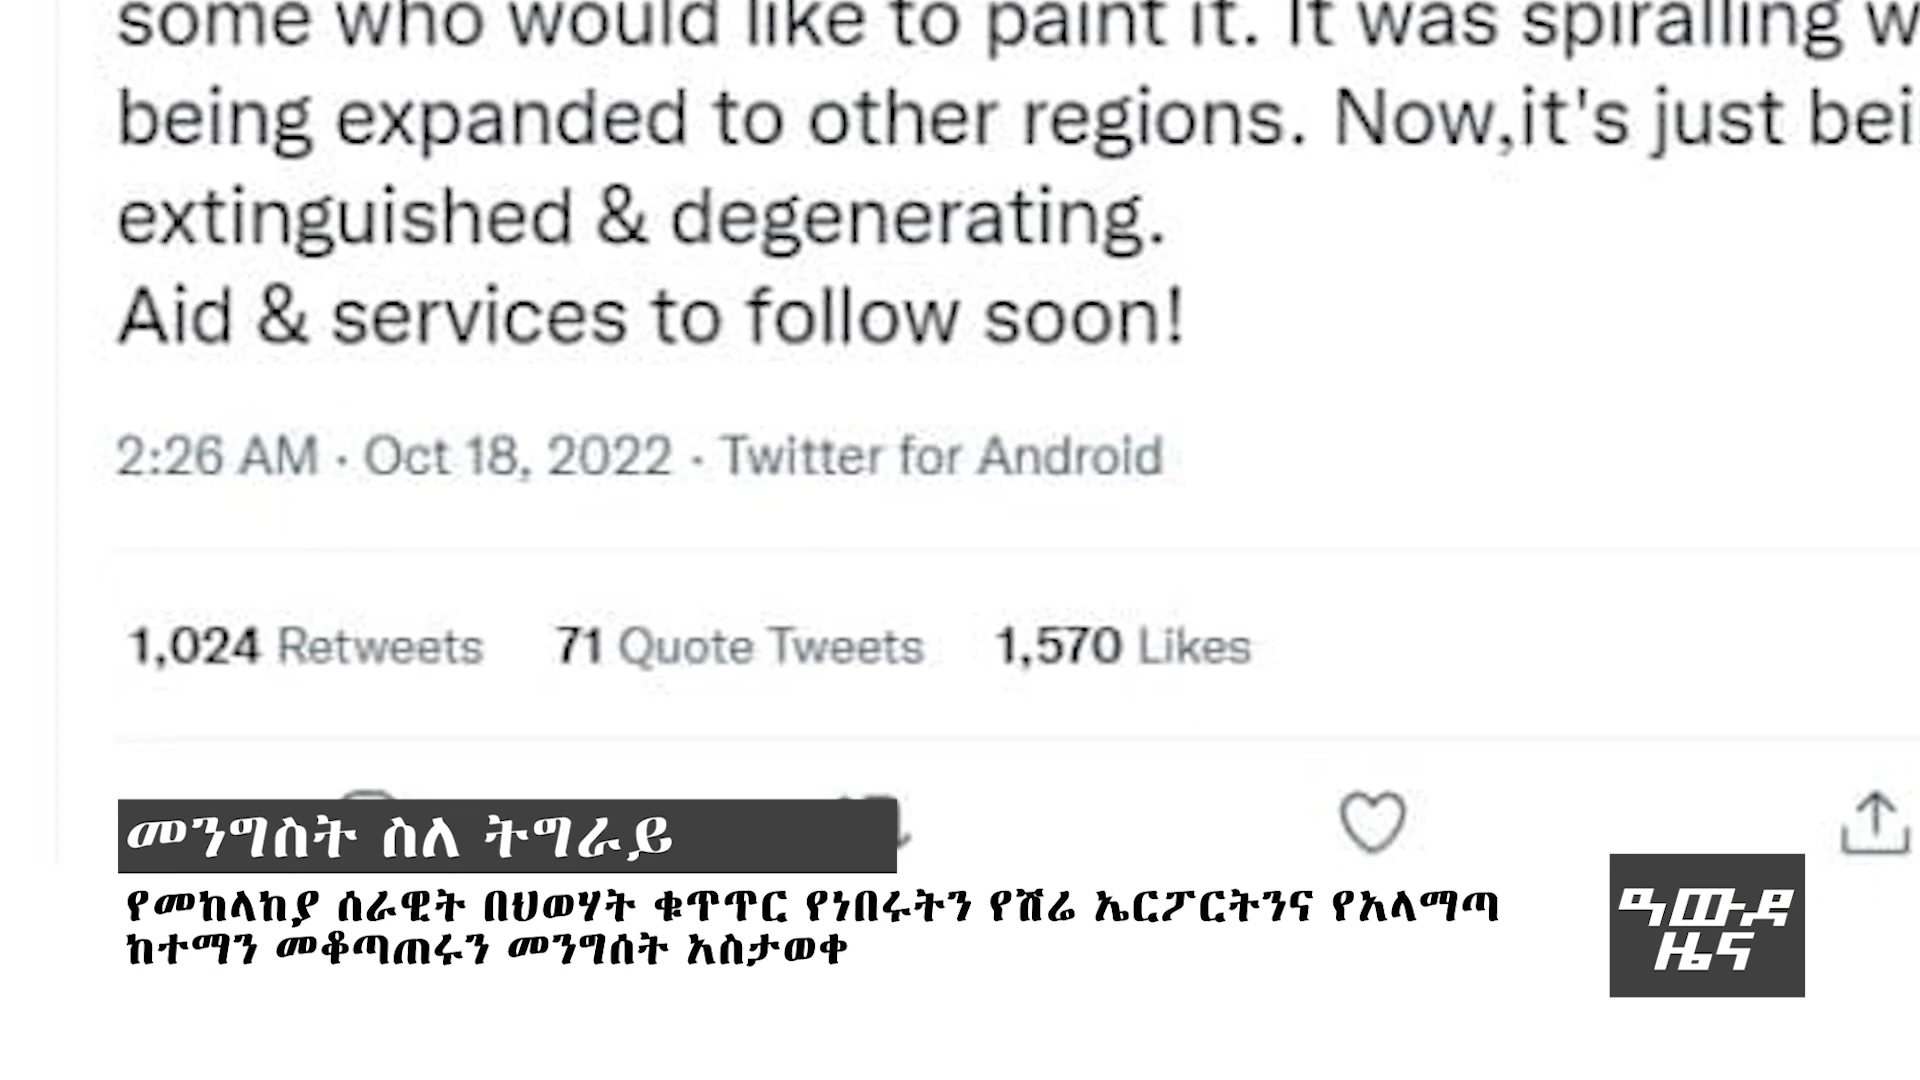 some who would like to paint it. It was spiralling
being expanded to other regions. Now,it's just
extinguished & degenerating.
Aid & services to follow soon!
2:26 AM · Oct 18, 2022 · Twitter for Android
1,024 Retweets 71 Quote Tweets 1,570 Likes
መንግስት ስለ ትግራይ
የመከላከያ ሰራዊት በህወሃት ቁጥጥር የነበሩትን የሽሬ ኤርፖርትንና የአላማጣ
ከተማን መቆጣጠሩን መንግሰት አስታወቀ
ዓውዳ
ዜና